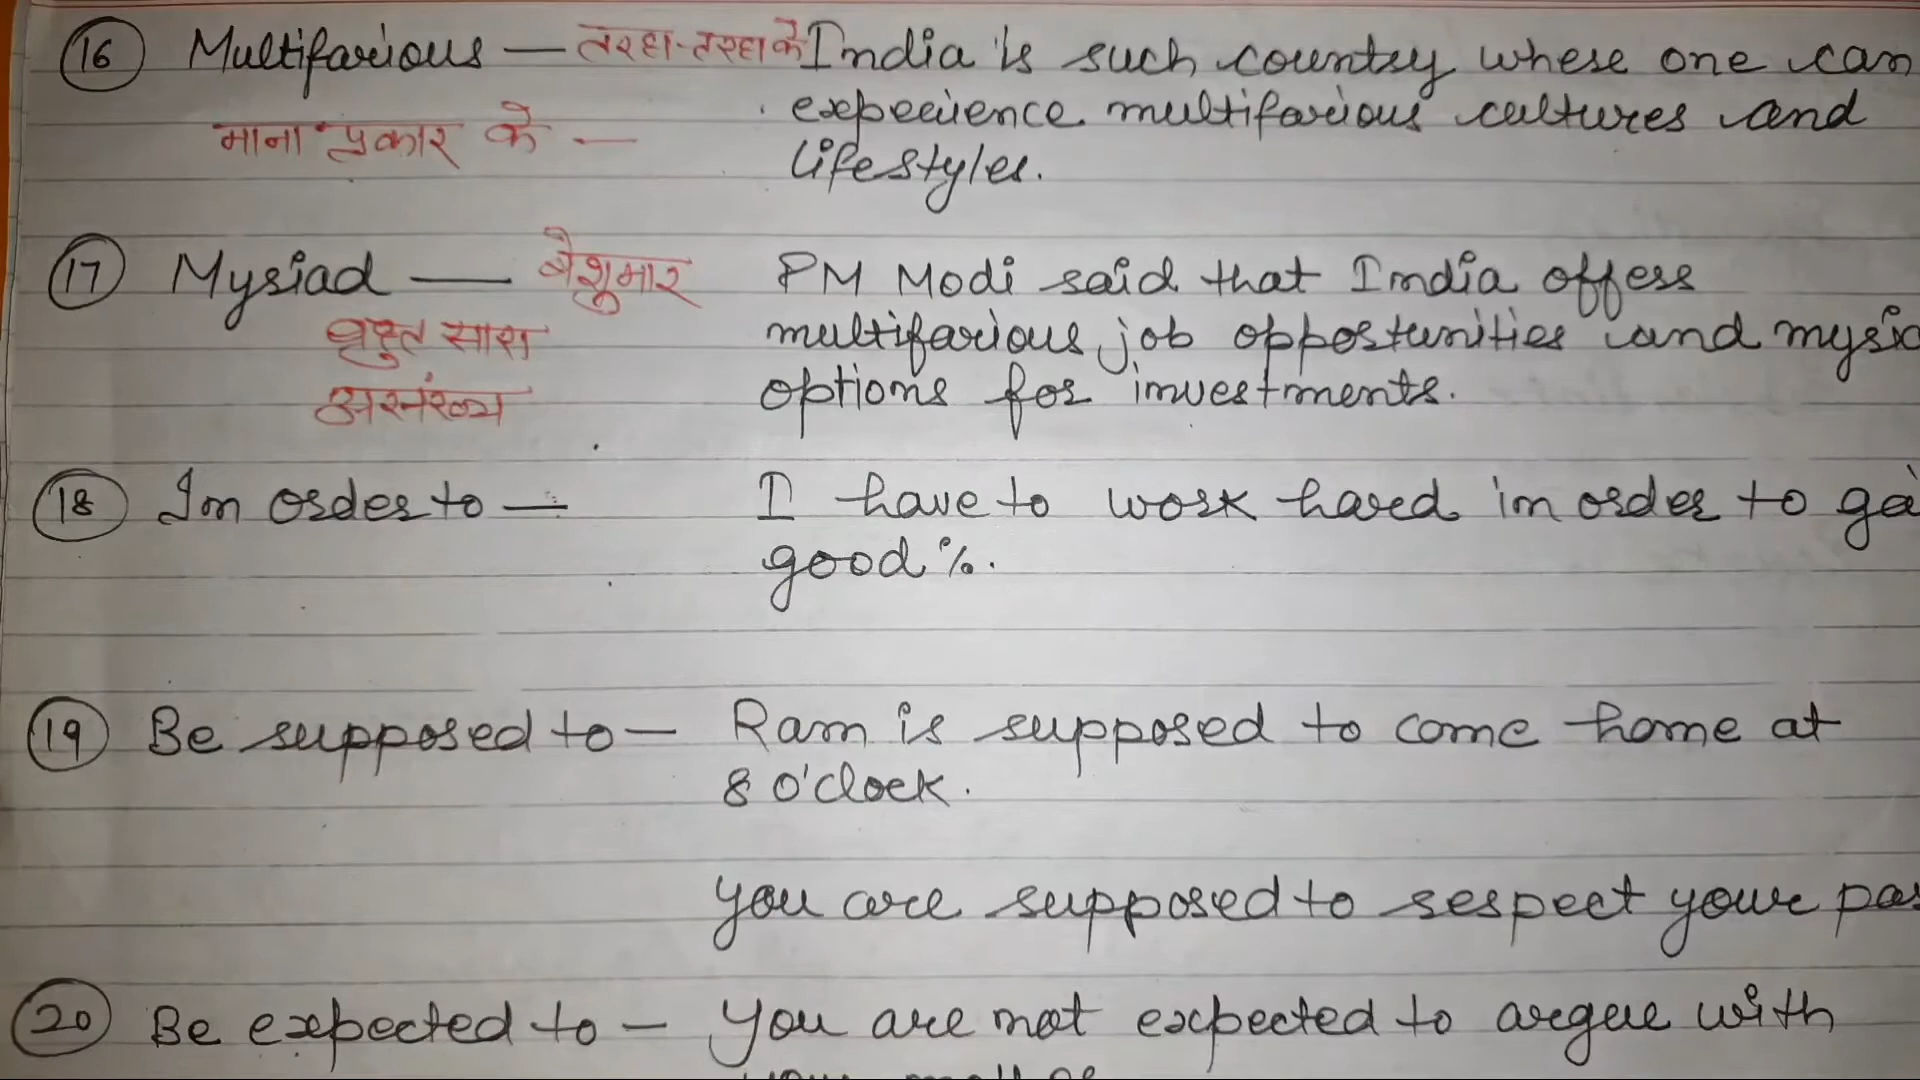 16 Multifarious — तरहा-तरहा के India is such country where one can
माना प्रकार के — experience multifarious cultures and
lifestyles.
17 Myriad — बेशुमार PM Modi said that India offers
बहुत सारा multifarious job opportunities and
असंख्य options for investments.
18 In order to — I have to work hard in order to
good %.
19 Be supposed to — Ram is supposed to come home at
8 o'clock.
You are supposed to respect your
20 Be expected to — You are not expected to argue with